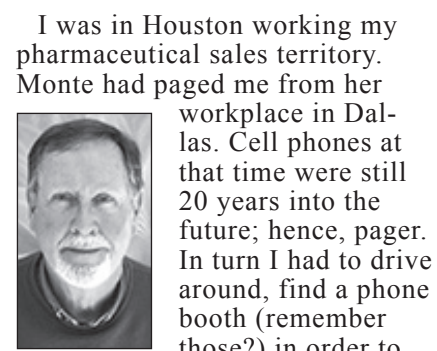 I was in Houston working my
pharmaceutical sales territory.
Monte had paged me from her
workplace in Dal-
las. Cell phones at
that time were still
20 years into the
future; hence, pager.
In turn I had to drive
around, find a phone
booth (remember
those?) in order to